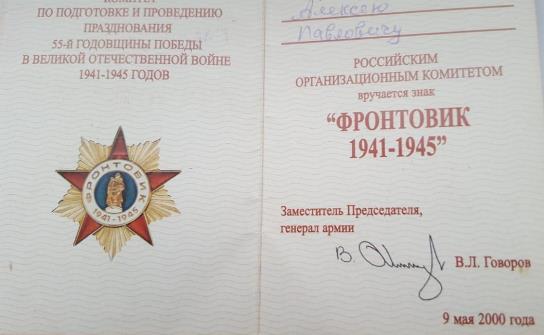 КОМИТЕТ
ПО ПОДГОТОВКЕ И ПРОВЕДЕНИЮ
ПРАЗДНОВАНИЯ
55-й ГОДОВЩИНЫ ПОБЕДЫ
В ВЕЛИКОЙ ОТЕЧЕСТВЕННОЙ ВОЙНЕ
1941-1945 ГОДОВ
ФРОНТОВИК
1941-1945
Алексею
Павловичу
РОССИЙСКИМ
ОРГАНИЗАЦИОННЫМ КОМИТЕТОМ
вручается знак
“ФРОНТОВИК
1941-1945”
Заместитель Председателя,
генерал армии
В.Л. Говоров
9 мая 2000 года